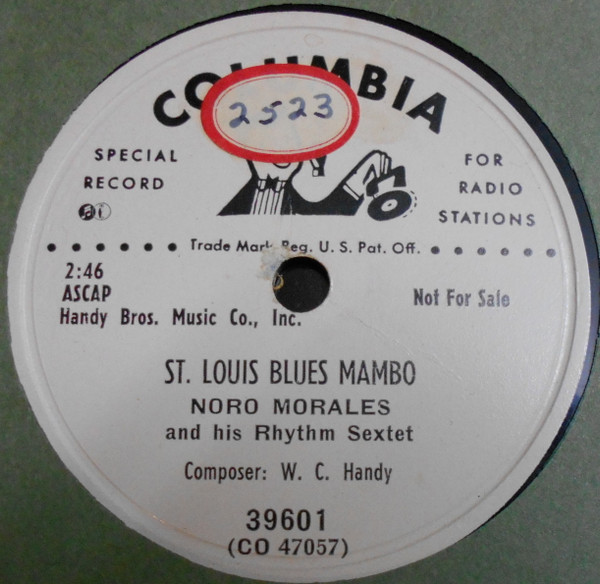 COLUMBIA
2523
SPECIAL
RECORD
FOR
RADIO
STATIONS
Trade Mark Reg. U. S. Pat. Off.
2:46
ASCAP
Handy Bros. Music Co., Inc.
Not For Sale
ST. LOUIS BLUES MAMBO
NORO MORALES
and his Rhythm Sextet
Composer: W. C. Handy
39601
(CO 47057)